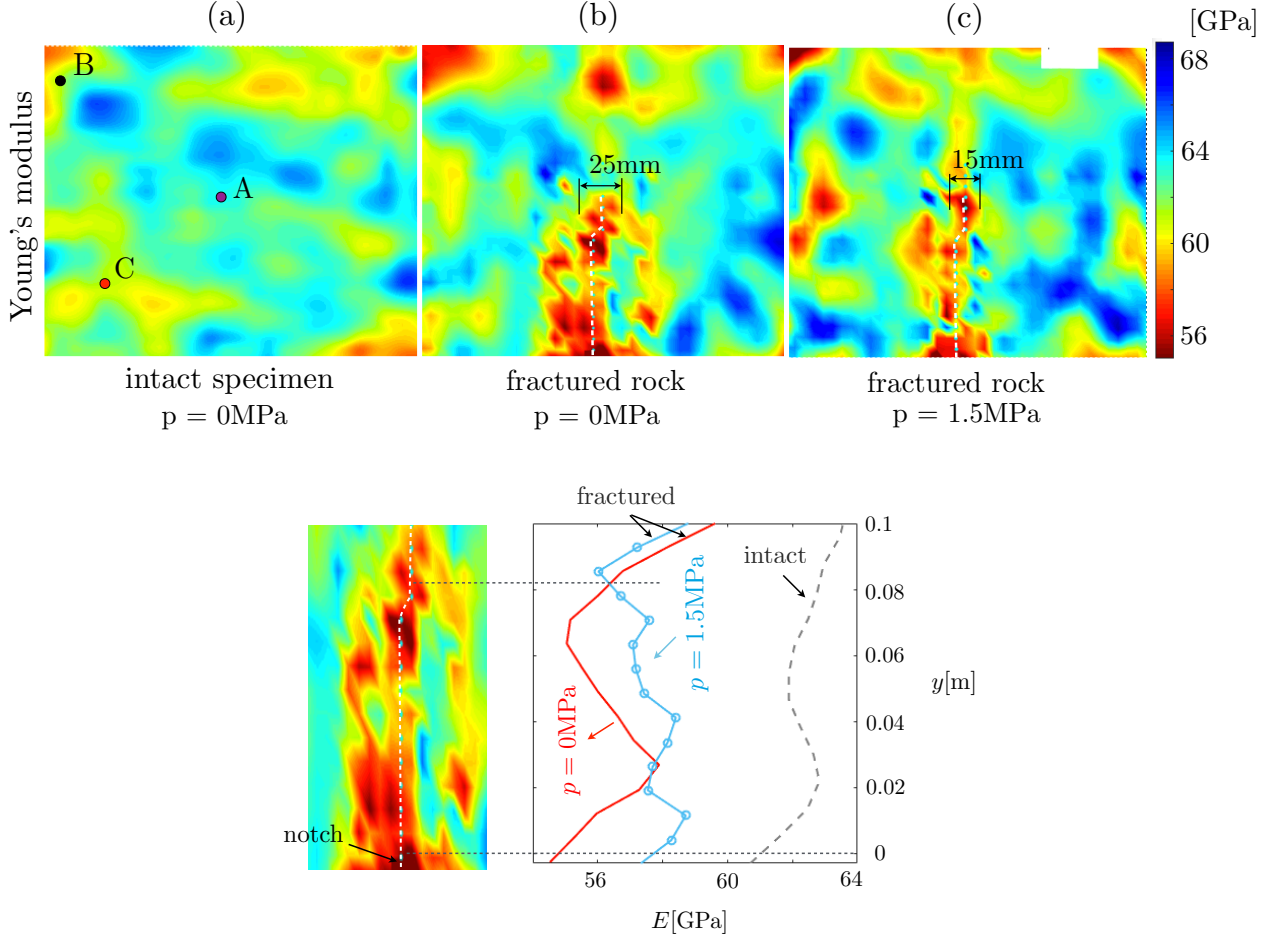 (a) (b) (c) [GPa]
Young's modulus
B
A
C
25mm
15mm
68
64
60
56
intact specimen
p = 0MPa
fractured rock
p = 0MPa
fractured rock
p = 1.5MPa
fractured
intact
p = 1.5MPa
p = 0MPa
notch
0.1
0.08
0.06
0.04
0.02
0
y[m]
56 60 64
E[GPa]